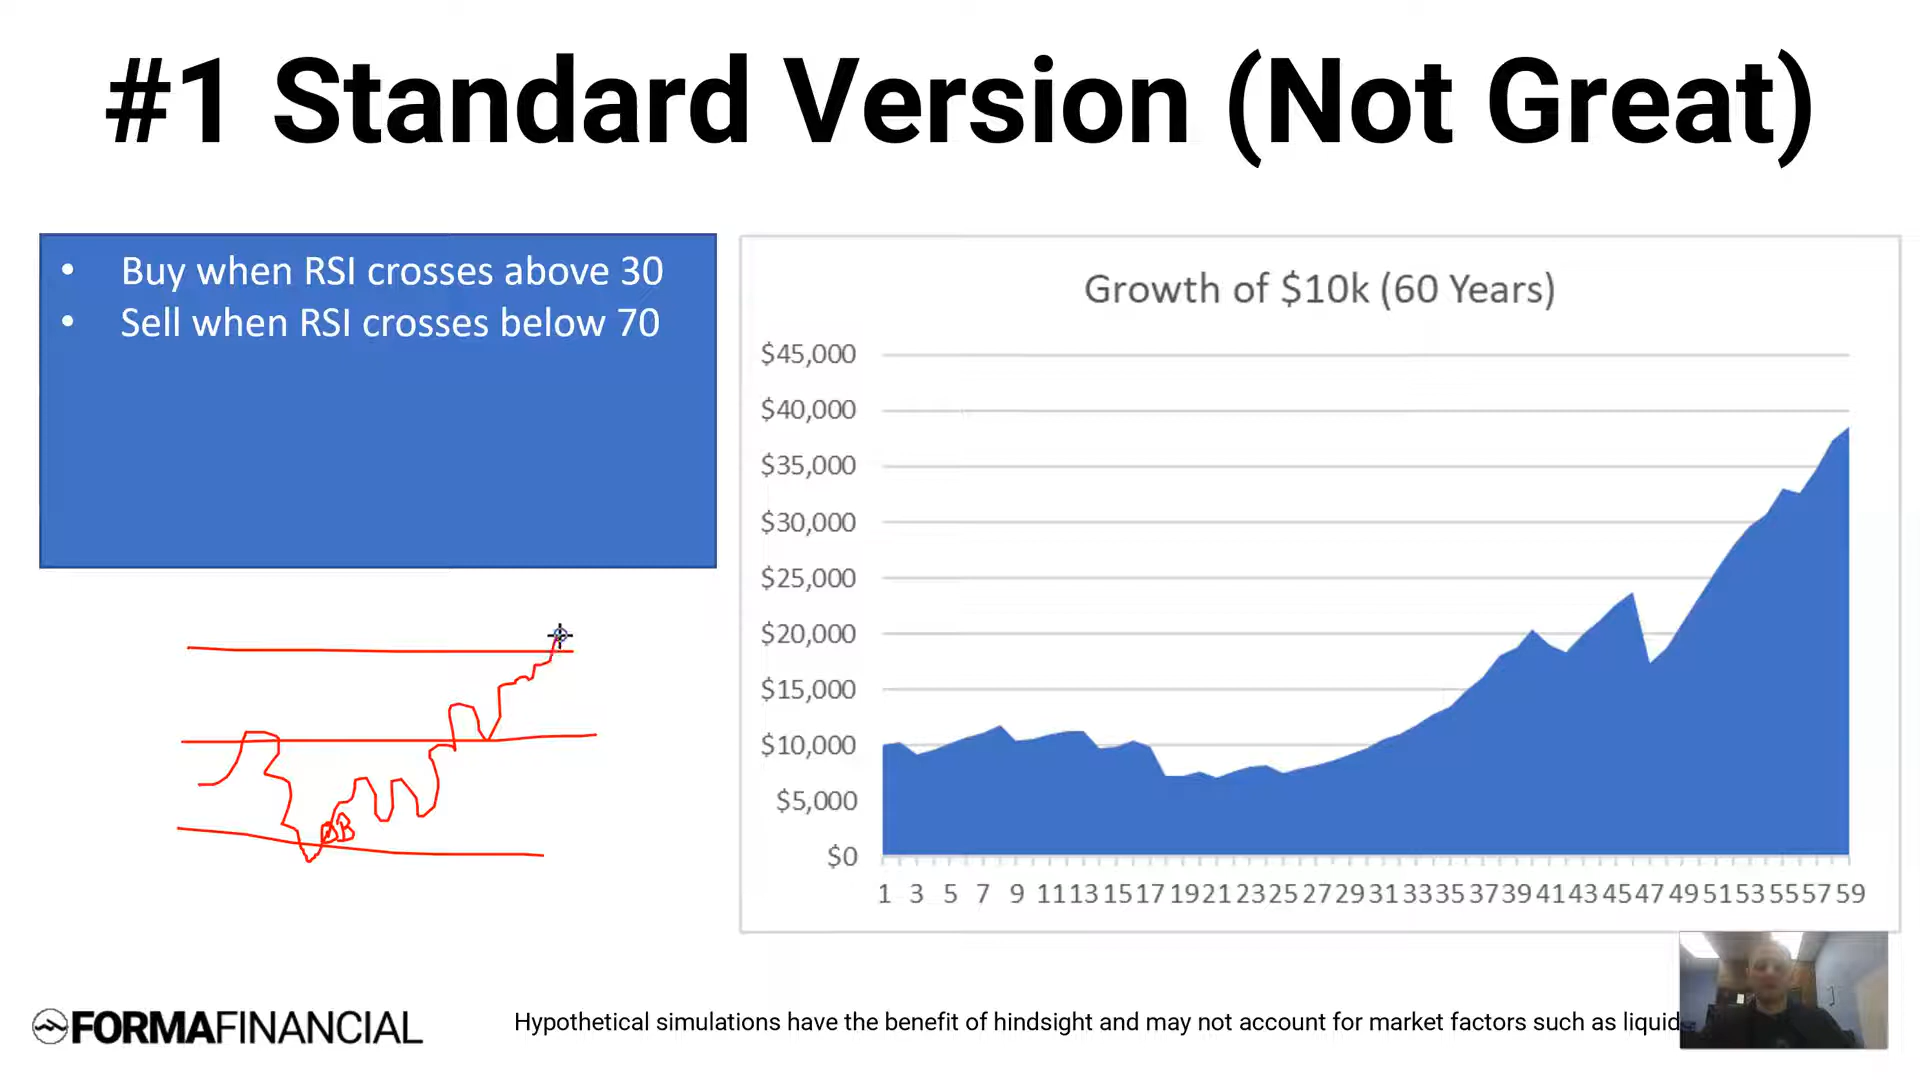 #1 Standard Version (Not Great)
• Buy when RSI crosses above 30
• Sell when RSI crosses below 70
Growth of $10k (60 Years)
$45,000
$40,000
$35,000
$30,000
$25,000
$20,000
$15,000
$10,000
$5,000
$0
1 3 5 7 9 11 13 15 17 19 21 23 25 27 29 31 33 35 37 39 41 43 45 47 49 51 53 55 57 59
B
FORMAFINANCIAL
Hypothetical simulations have the benefit of hindsight and may not account for market factors such as liquid